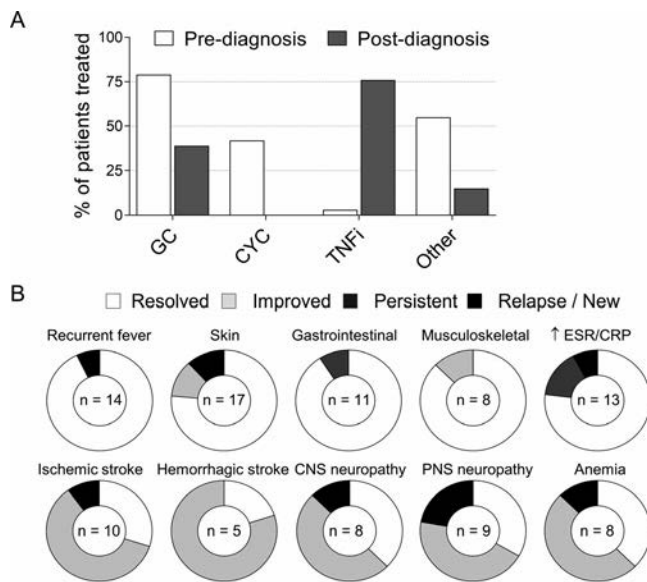 A
Pre-diagnosis Post-diagnosis
% of patients treated
100
75
50
25
0
GC CYC TNFi Other
B
Resolved Improved Persistent Relapse / New
Recurrent fever Skin Gastrointestinal Musculoskeletal ↑ ESR/CRP
n = 14 n = 17 n = 11 n = 8 n = 13
Ischemic stroke Hemorrhagic stroke CNS neuropathy PNS neuropathy Anemia
n = 10 n = 5 n = 8 n = 9 n = 8